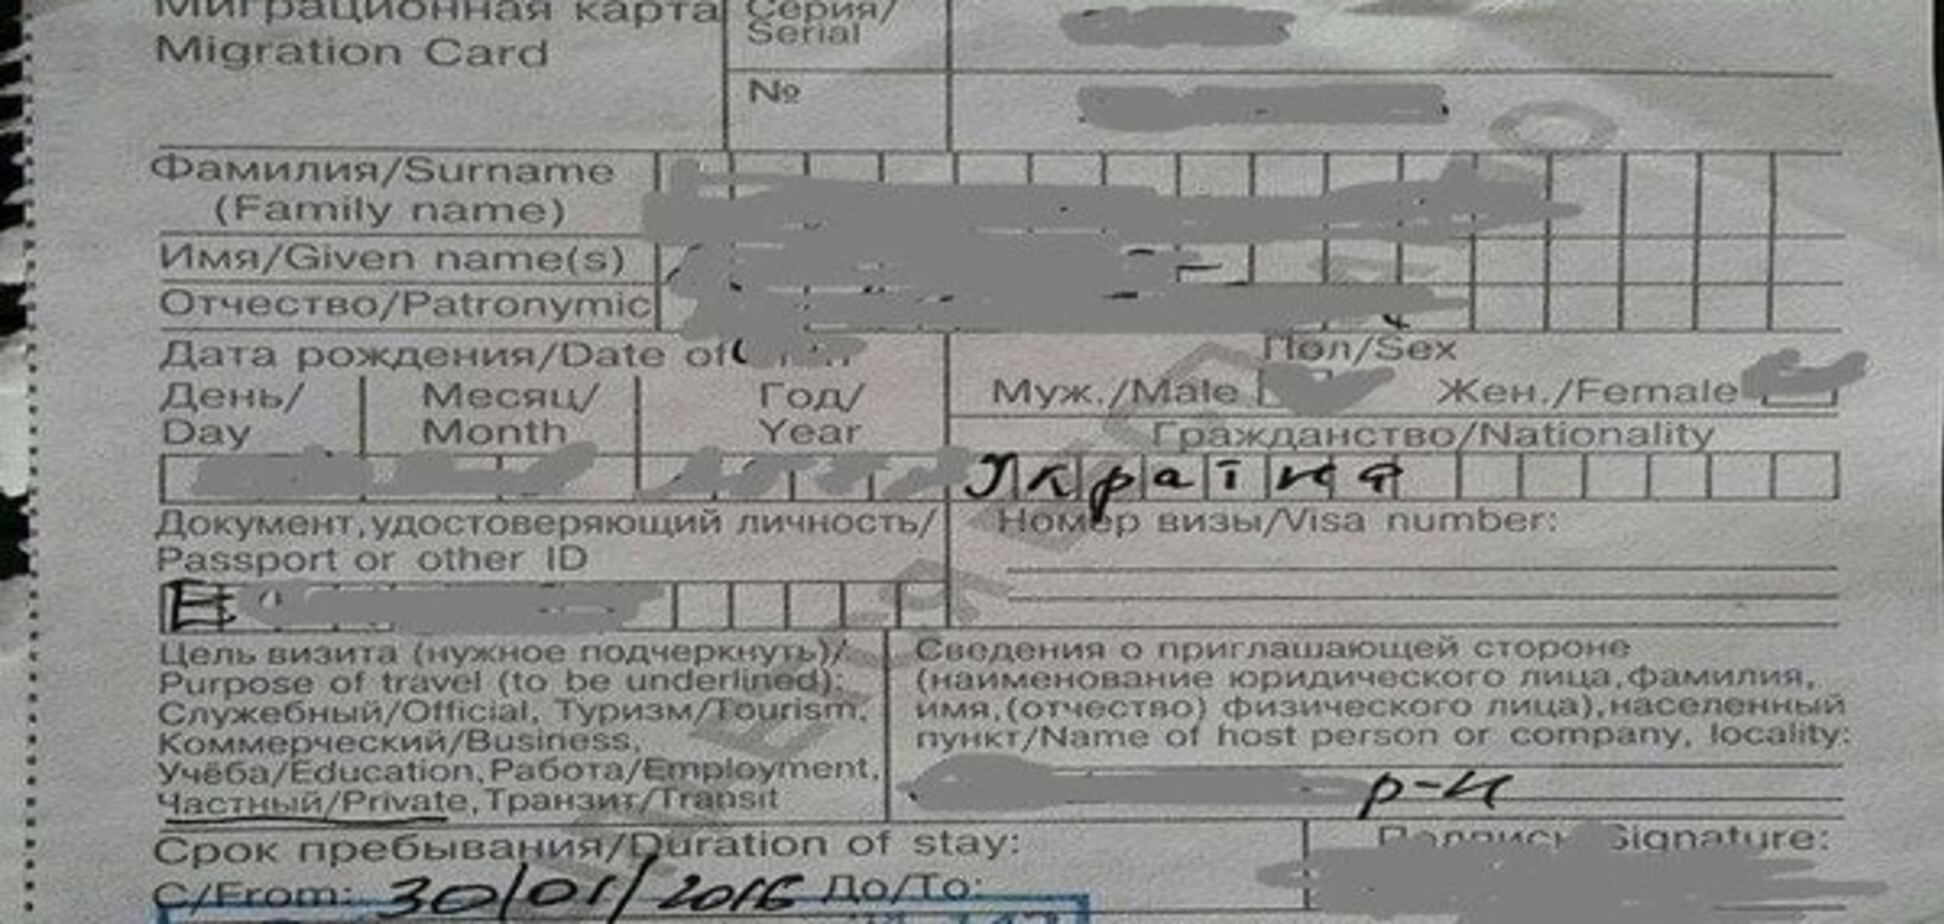 Миграционная карта
Migration Card
Серия/
Serial
№
Фамилия/Surname
(Family name)
Имя/Given name(s)
Отчество/Patronymic
Дата рождения/Date of
День/
Day
Месяц/
Month
Год/
Year
Пол/Sex
Муж./Male
Жен./Female
Гражданство/Nationality
Україна
Документ,удостоверяющий личность/
Passport or other ID
Е
Номер визы/Visa number:
Цель визита (нужное подчеркнуть)/
Purpose of travel (to be underlined):
Служебный/Official, Туризм/Tourism,
Коммерческий/Business,
Учёба/Education,Работа/Employment,
Частный/Private,Транзит/Transit
Сведения о приглашающей стороне
(наименование юридического лица,фамилия,
имя,(отчество) физического лица),населенный
пункт/Name of host person or company, locality:
р-н
Срок пребывания/Duration of stay:
С/From: 30/01/2016 До/To:
Подпись/Signature: